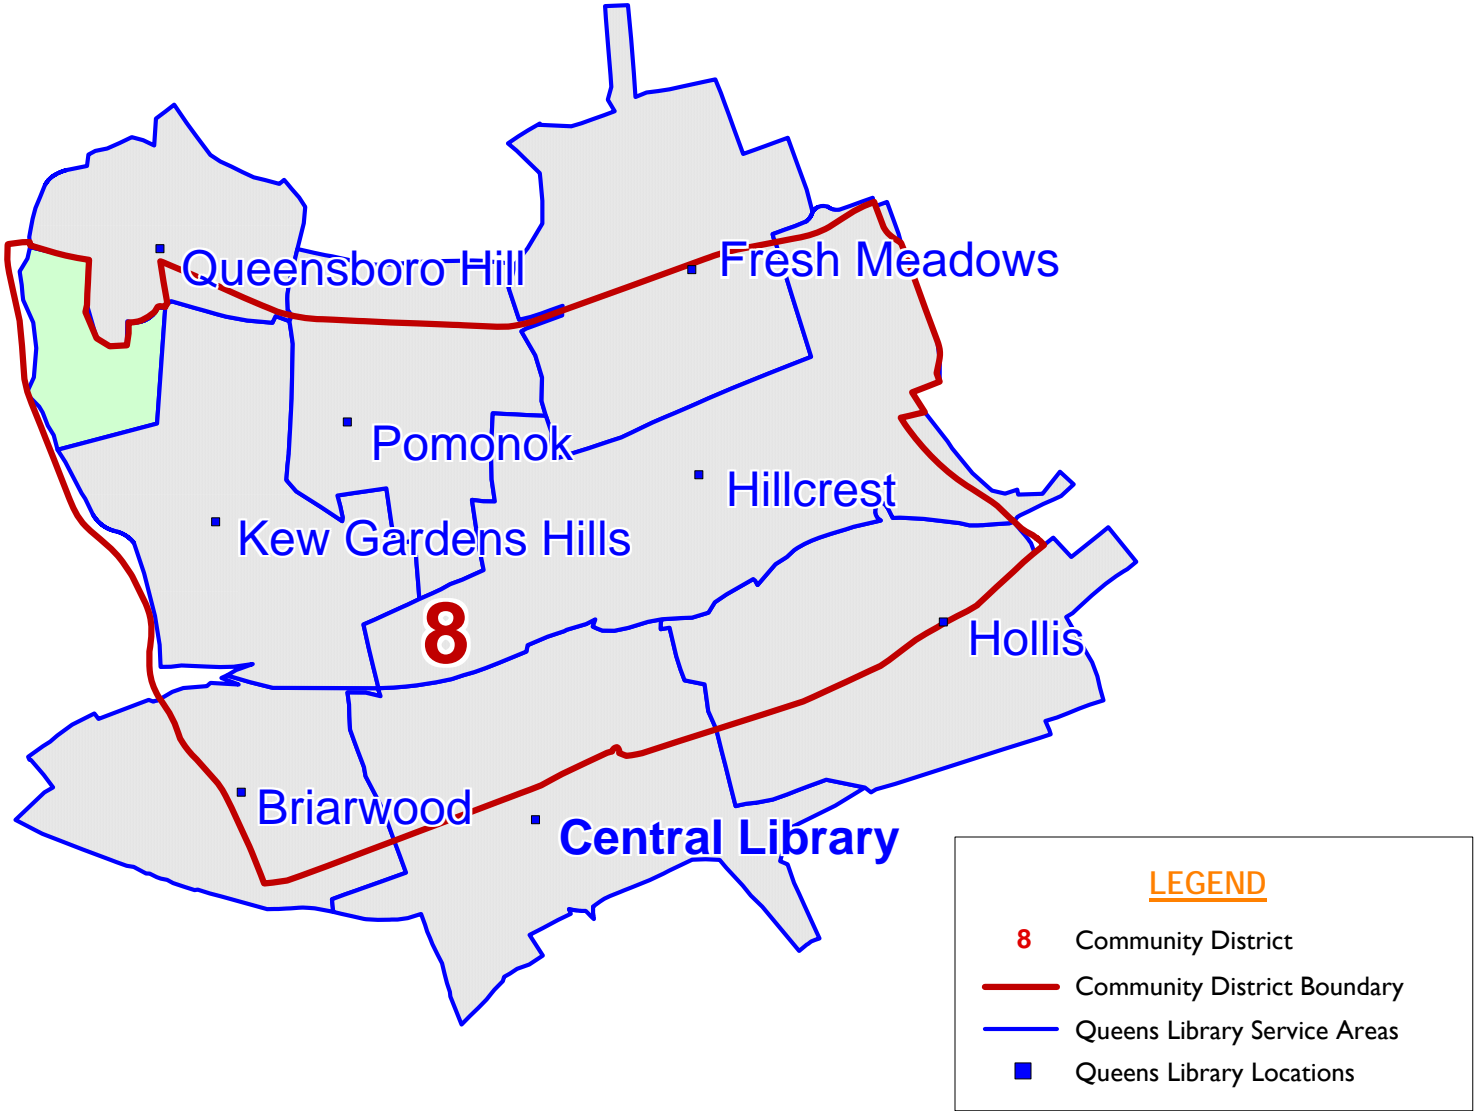 Queensboro Hill
Fresh Meadows
Pomonok
Hillcrest
Kew Gardens Hills
8
Hollis
Briarwood
Central Library
LEGEND
8 Community District
Community District Boundary
Queens Library Service Areas
Queens Library Locations